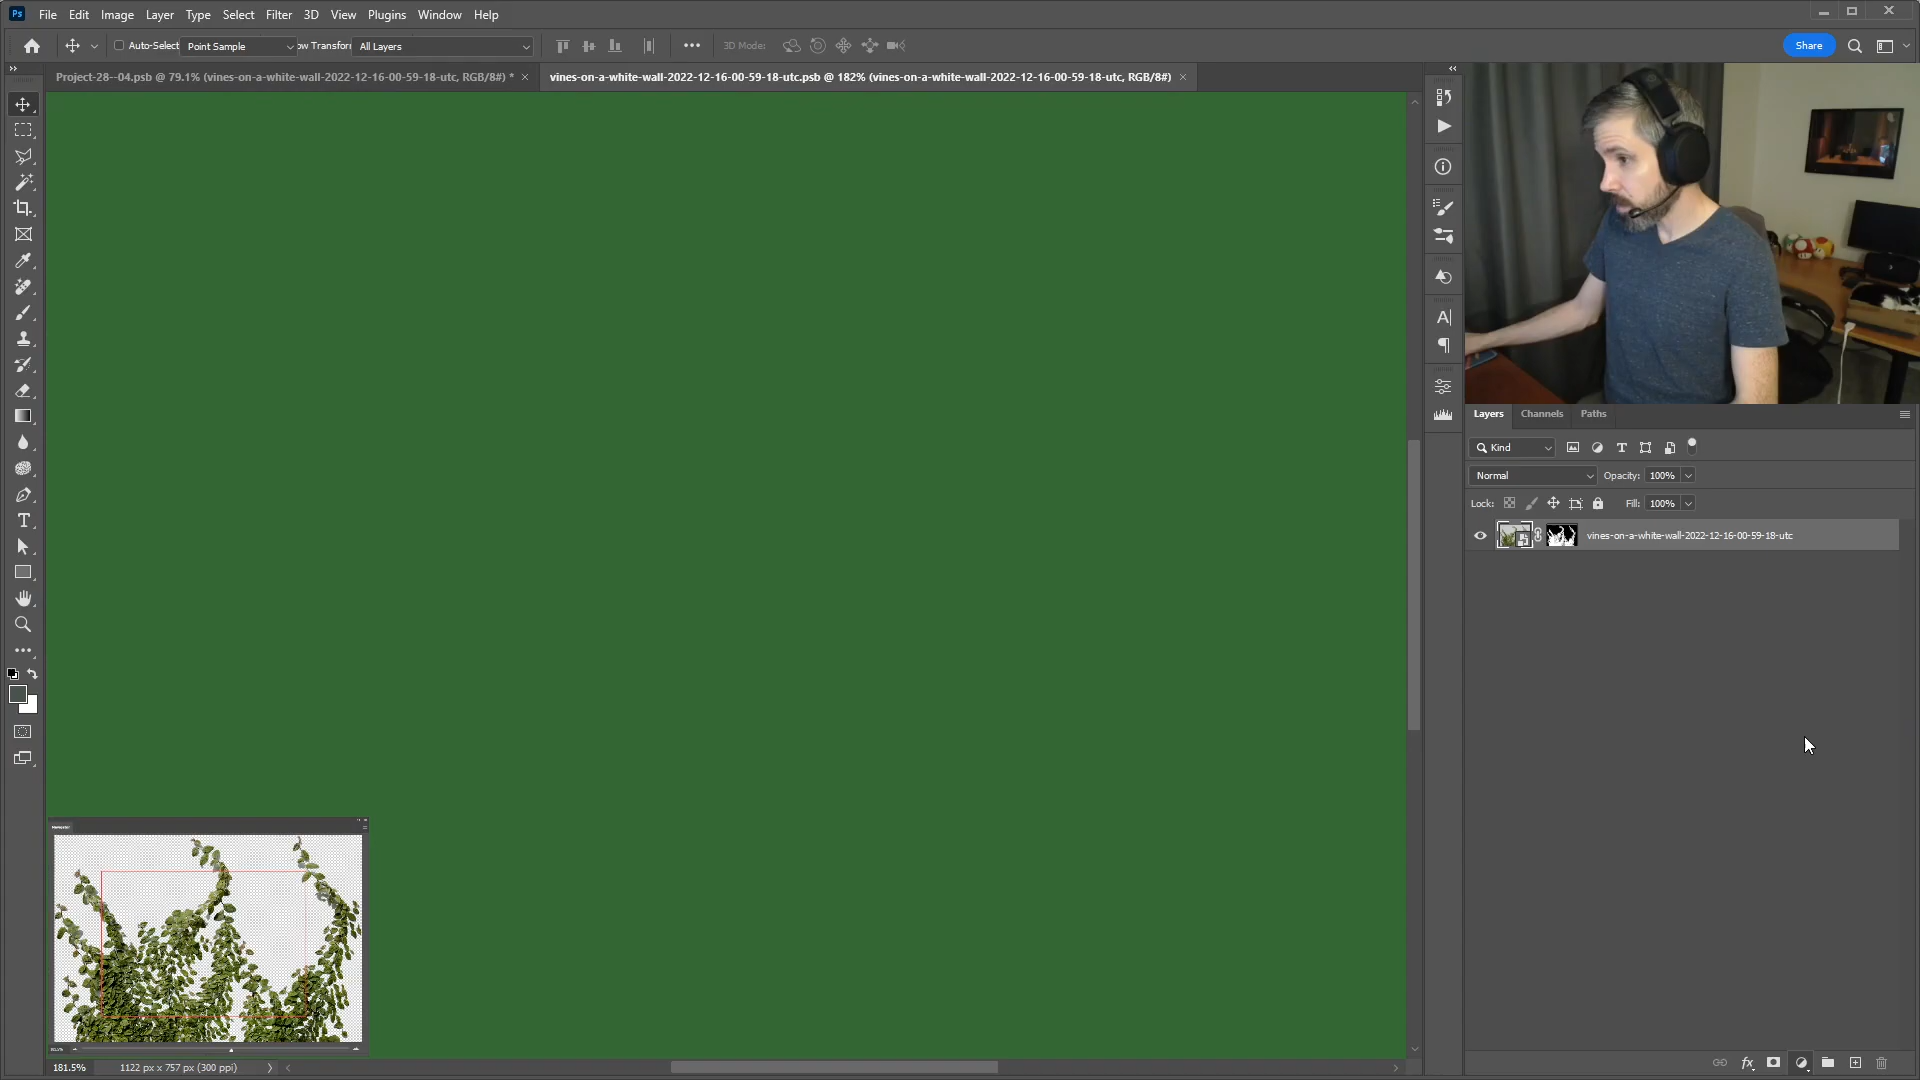 Ps File Edit Image Layer Type Select Filter 3D View Plugins Window Help
Auto-Select Point Sample ow Transform All Layers 3D Mode: Share
Project-28--04.psb @ 79.1% (vines-on-a-white-wall-2022-12-16-00-59-18-utc, RGB/8#) * × vines-on-a-white-wall-2022-12-16-00-59-18-utc.psb @ 182% (vines-on-a-white-wall-2022-12-16-00-59-18-utc, RGB/8#) ×
Layers Channels Paths
Kind
Normal Opacity: 100%
Lock: Fill: 100%
vines-on-a-white-wall-2022-12-16-00-59-18-utc
Navigator
181.5% 1122 px x 757 px (300 ppi)